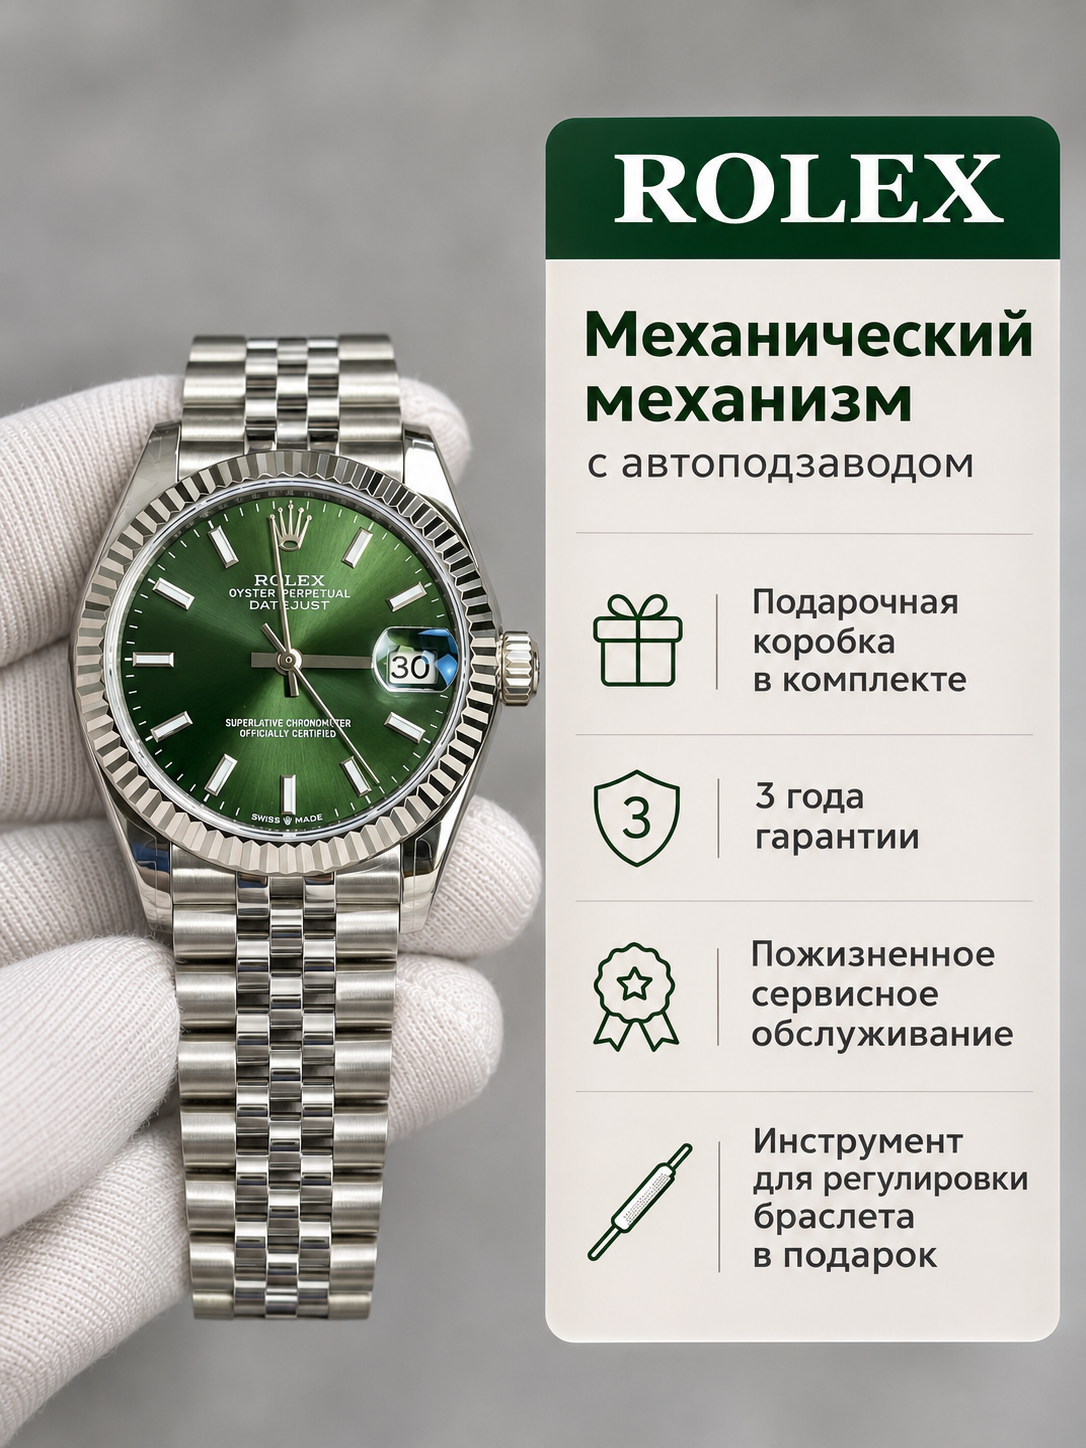 ROLEX
OYSTER PERPETUAL
DATEJUST
30
SUPERLATIVE CHRONOMETER
OFFICIALLY CERTIFIED
SWISS MADE
ROLEX
Механический
механизм
с автоподзаводом
Подарочная
коробка
в комплекте
3
3 года
гарантии
Пожизненное
сервисное
обслуживание
Инструмент
для регулировки
браслета
в подарок